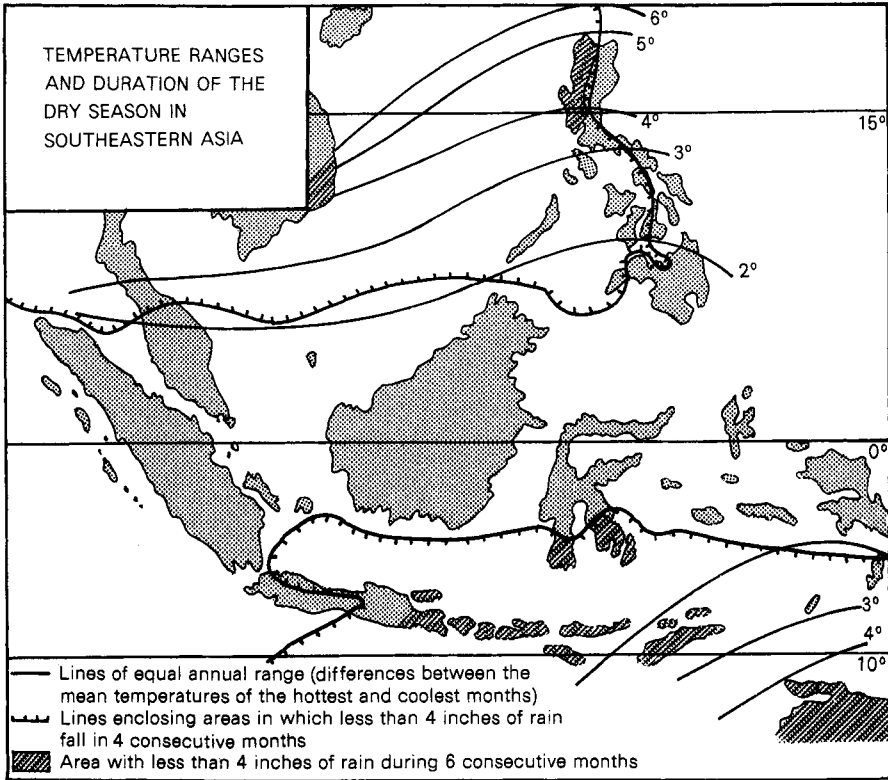 TEMPERATURE RANGES
AND DURATION OF THE
DRY SEASON IN
SOUTHEASTERN ASIA
6°
5°
4°
15°
3°
2°
0°
3°
4°
10°
Lines of equal annual range (differences between the
mean temperatures of the hottest and coolest months)
Lines enclosing areas in which less than 4 inches of rain
fall in 4 consecutive months
Area with less than 4 inches of rain during 6 consecutive months